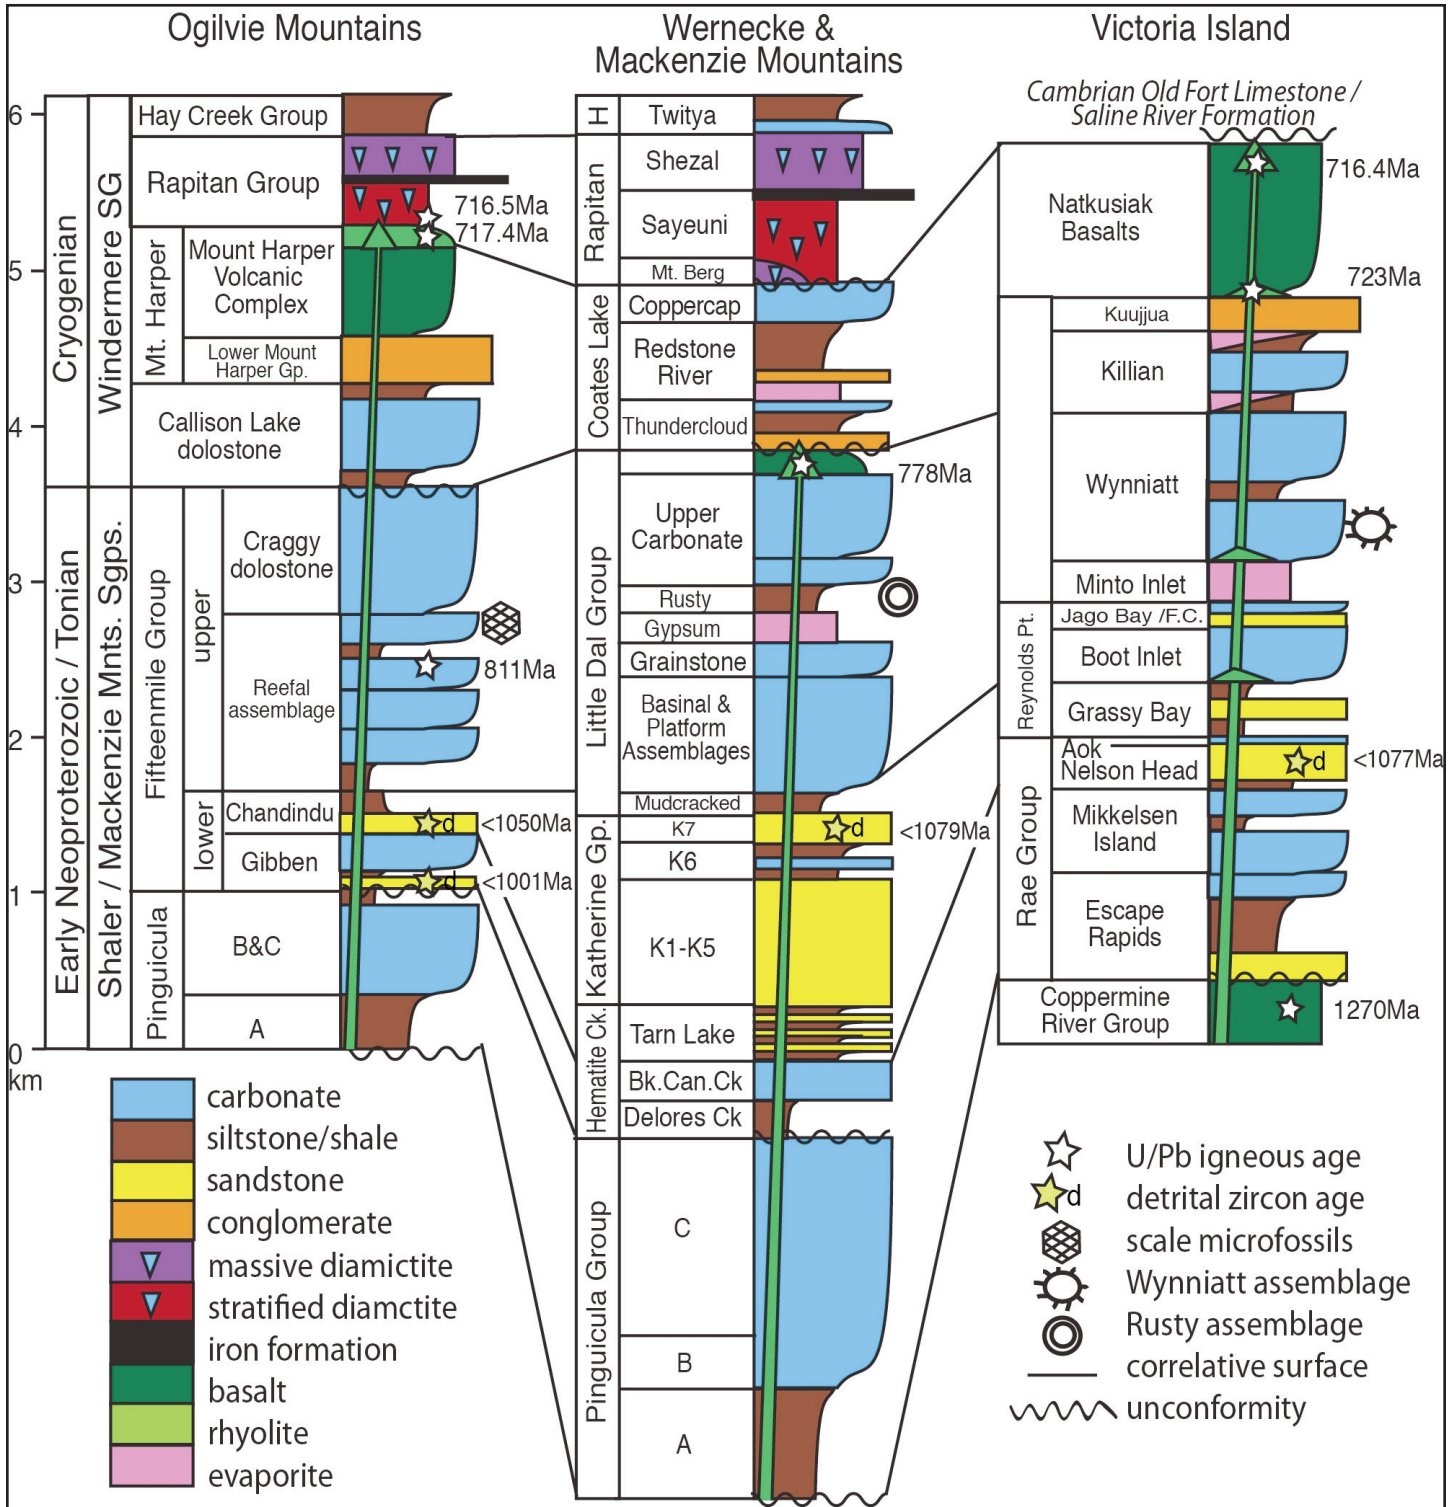 Ogilvie Mountains
Wernecke &
Mackenzie Mountains
Victoria Island
Cambrian Old Fort Limestone /
Saline River Formation
6
5
4
3
2
1
0
km
Cryogenian
Early Neoproterozoic / Tonian
Windermere SG
Shaler / Mackenzie Mnts. Sgps.
Hay Creek Group
Rapitan Group
Mt. Harper
Mount Harper
Volcanic
Complex
Lower Mount
Harper Gp.
Callison Lake
dolostone
Fifteenmile Group
upper
Craggy
dolostone
Reefal
assemblage
lower
Chandindu
Gibben
Pinguicula
B&C
A
716.5Ma
717.4Ma
811Ma
d
<1050Ma
d
<1001Ma
H
Twitya
Rapitan
Shezal
Sayeuni
Mt. Berg
Coates Lake
Coppercap
Redstone
River
Thundercloud
Little Dal Group
Upper
Carbonate
Rusty
Gypsum
Grainstone
Basinal &
Platform
Assemblages
Mudcracked
Katherine Gp.
K7
K6
K1-K5
Hematite Ck.
Tarn Lake
Bk.Can.Ck
Delores Ck
Pinguicula Group
C
B
A
778Ma
d
<1079Ma
Natkusiak
Basalts
Kuujjua
Killian
Wynniatt
Minto Inlet
Reynolds Pt.
Jago Bay /F.C.
Boot Inlet
Grassy Bay
Rae Group
Aok
Nelson Head
Mikkelsen
Island
Escape
Rapids
Coppermine
River Group
716.4Ma
723Ma
d
<1077Ma
1270Ma
carbonate
siltstone/shale
sandstone
conglomerate
massive diamictite
stratified diamctite
iron formation
basalt
rhyolite
evaporite
U/Pb igneous age
d
detrital zircon age
scale microfossils
Wynniatt assemblage
Rusty assemblage
correlative surface
unconformity